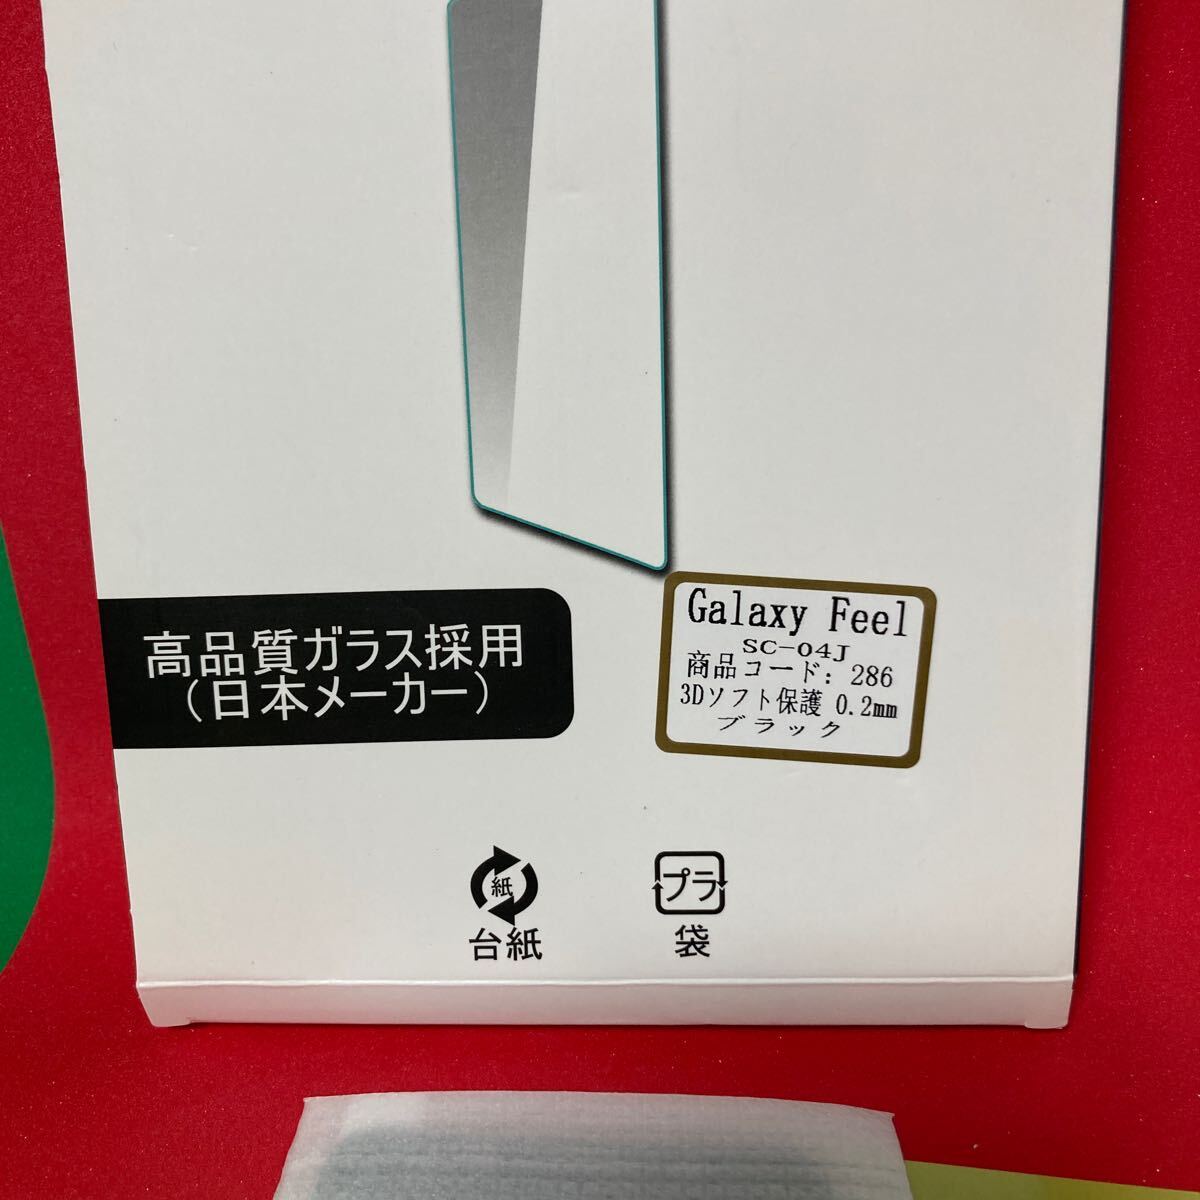 高品質ガラス採用
（日本メーカー）
Galaxy Feel
SC-04J
商品コード: 286
3Dソフト保護 0.2mm
ブラック
紙
台紙
プラ
袋